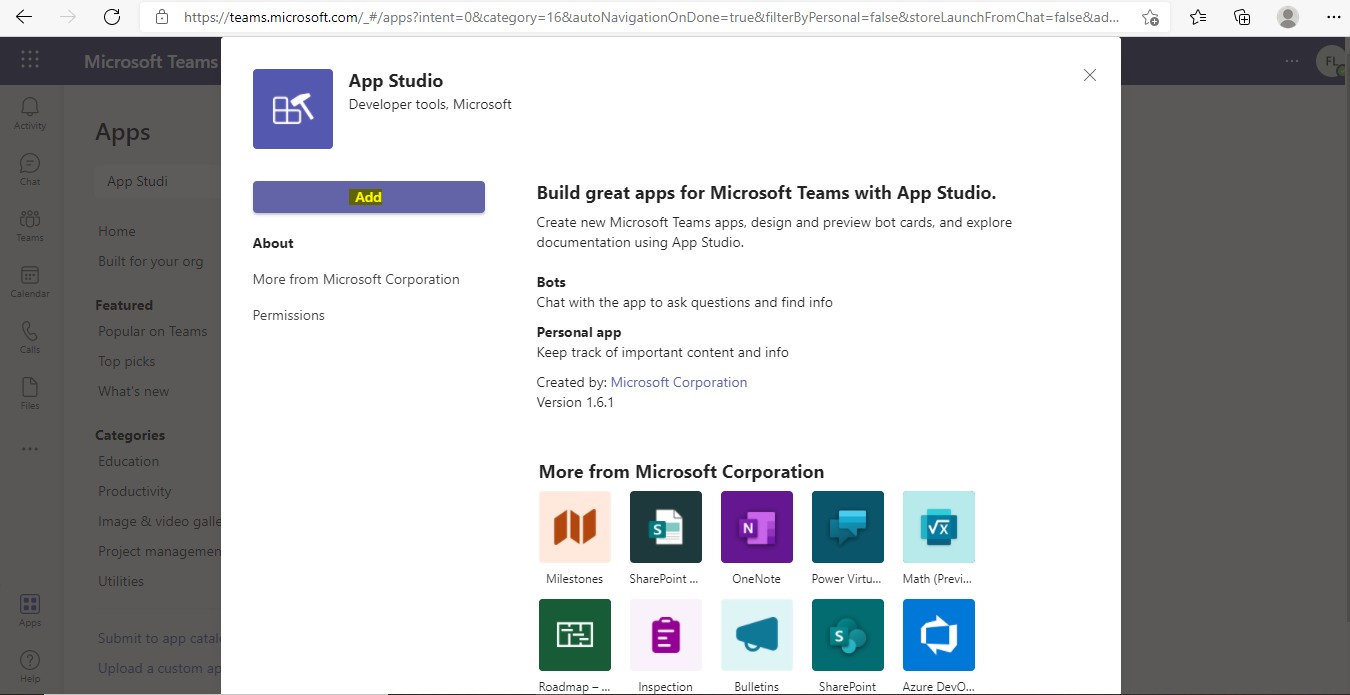 https://teams.microsoft.com/_#/apps?intent=0&category=16&autoNavigationOnDone=true&filterByPersonal=false&storeLaunchFromChat=false&ad...
Microsoft Teams
FL
Activity
Chat
Teams
Calendar
Calls
Files
Apps
Help
Apps
App Studi
Home
Built for your org
Featured
Popular on Teams
Top picks
What's new
Categories
Education
Productivity
Image & video galle
Project managemen
Utilities
Submit to app catal
Upload a custom ap
App Studio
Developer tools, Microsoft
Add
About
More from Microsoft Corporation
Permissions
Build great apps for Microsoft Teams with App Studio.
Create new Microsoft Teams apps, design and preview bot cards, and explore
documentation using App Studio.
Bots
Chat with the app to ask questions and find info
Personal app
Keep track of important content and info
Created by: Microsoft Corporation
Version 1.6.1
More from Microsoft Corporation
Milestones
SharePoint ...
OneNote
Power Virtu...
Math (Previ...
Roadmap – ...
Inspection
Bulletins
SharePoint
Azure DevO...